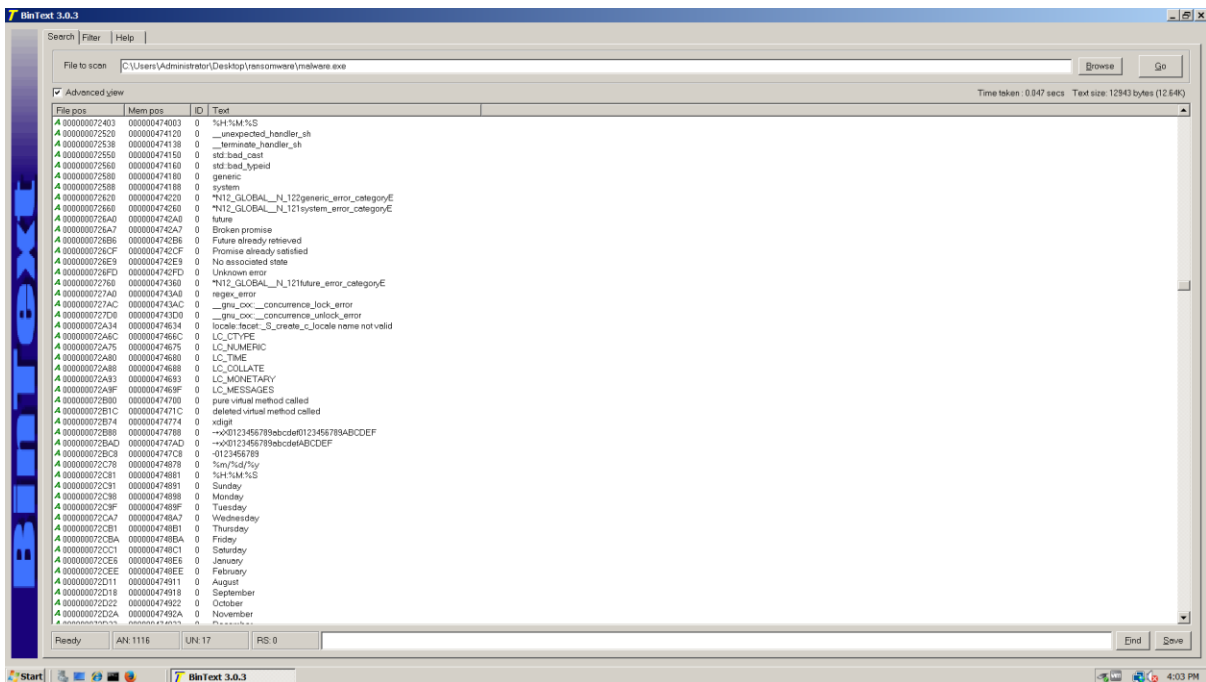 BinText 3.0.3
Search Filter Help
File to scan C:\Users\Administrator\Desktop\ransomware\malware.exe Browse Go
Advanced view Time taken : 0.047 secs Text size: 12943 bytes (12.64K)
File pos Mem pos ID Text
A 000000072403 000000474003 0 %H:%M:%S
A 000000072520 000000474120 0 __unexpected_handler_sh
A 000000072538 000000474138 0 __terminate_handler_sh
A 000000072550 000000474150 0 std::bad_cast
A 000000072560 000000474160 0 std::bad_typeid
A 000000072580 000000474180 0 generic
A 000000072588 000000474188 0 system
A 000000072620 000000474220 0 *N12_GLOBAL__N_122generic_error_categoryE
A 000000072660 000000474260 0 *N12_GLOBAL__N_121system_error_categoryE
A 0000000726A0 0000004742A0 0 future
A 0000000726A7 0000004742A7 0 Broken promise
A 0000000726B6 0000004742B6 0 Future already retrieved
A 0000000726CF 0000004742CF 0 Promise already satisfied
A 0000000726E9 0000004742E9 0 No associated state
A 0000000726FD 0000004742FD 0 Unknown error
A 000000072760 000000474360 0 *N12_GLOBAL__N_121future_error_categoryE
A 0000000727A0 0000004743A0 0 regex_error
A 0000000727AC 0000004743AC 0 __gnu_cxx::__concurrence_lock_error
A 0000000727D0 0000004743D0 0 __gnu_cxx::__concurrence_unlock_error
A 000000072A34 000000474634 0 locale::facet::_S_create_c_locale name not valid
A 000000072A6C 00000047466C 0 LC_CTYPE
A 000000072A75 000000474675 0 LC_NUMERIC
A 000000072A80 000000474680 0 LC_TIME
A 000000072A88 000000474688 0 LC_COLLATE
A 000000072A93 000000474693 0 LC_MONETARY
A 000000072A9F 00000047469F 0 LC_MESSAGES
A 000000072B00 000000474700 0 pure virtual method called
A 000000072B1C 00000047471C 0 deleted virtual method called
A 000000072B74 000000474774 0 xdigit
A 000000072B88 000000474788 0 -+xX0123456789abcdef0123456789ABCDEF
A 000000072BAD 0000004747AD 0 -+xX0123456789abcdefABCDEF
A 000000072BC8 0000004747C8 0 -0123456789
A 000000072C78 000000474878 0 %m/%d/%y
A 000000072C81 000000474881 0 %H:%M:%S
A 000000072C91 000000474891 0 Sunday
A 000000072C98 000000474898 0 Monday
A 000000072C9F 00000047489F 0 Tuesday
A 000000072CA7 0000004748A7 0 Wednesday
A 000000072CB1 0000004748B1 0 Thursday
A 000000072CBA 0000004748BA 0 Friday
A 000000072CC1 0000004748C1 0 Saturday
A 000000072CE6 0000004748E6 0 January
A 000000072CEE 0000004748EE 0 February
A 000000072D11 000000474911 0 August
A 000000072D18 000000474918 0 September
A 000000072D22 000000474922 0 October
A 000000072D2A 00000047492A 0 November
Ready AN: 1116 UN: 17 RS: 0 Find Save
BinText
Start BinText 3.0.3 4:03 PM